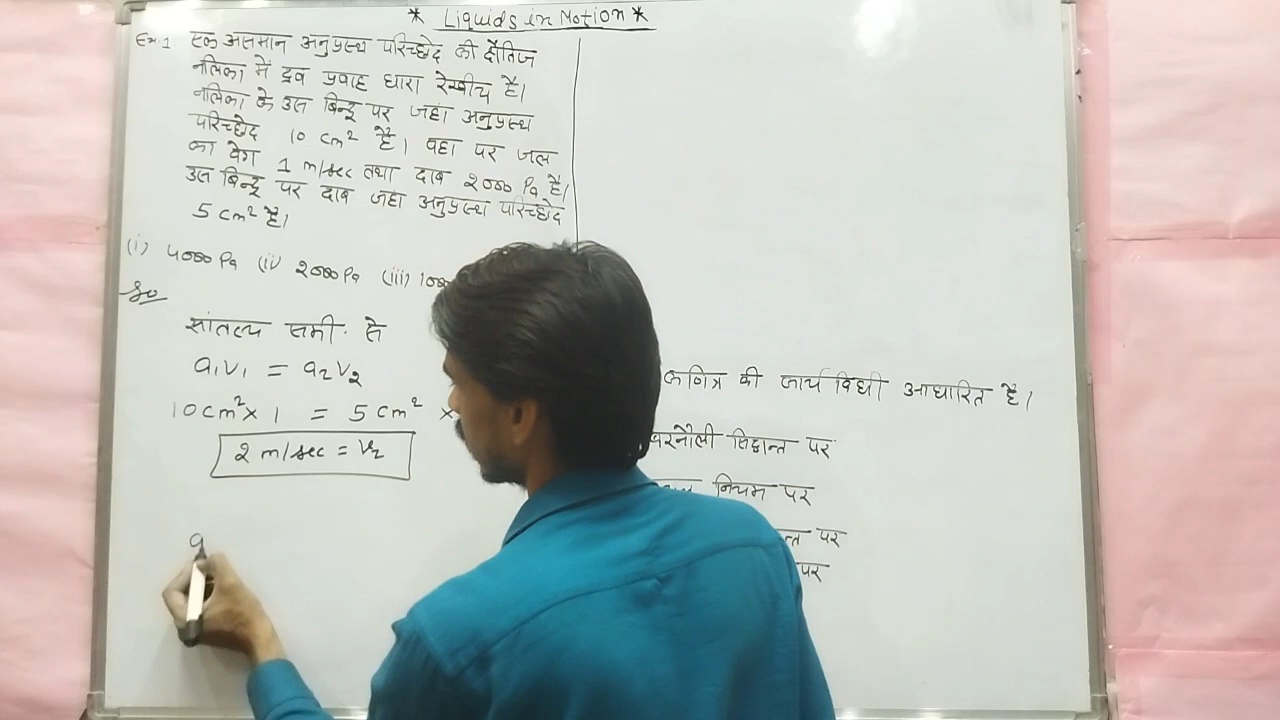 * Liquids in Motion *
Ex.1 एक असमान अनुप्रस्थ परिच्छेद की क्षैतिज
नलिका में द्रव प्रवाह धारा रेखीय है।
नलिका के उस बिन्दू पर जहां अनुप्रस्थ
परिच्छेद 10 cm² है। वहा पर जल
का वेग 1 m/sec तथा दाब 2000 Pa है।
उस बिन्दू पर दाब जहां अनुप्रस्थ परिच्छेद
5 cm² है।
(i) 4000 Pa (ii) 2000 Pa (iii)
So
सांतत्य समी. से
a₁v₁ = a₂v₂
10cm² x 1 = 5 cm² x
2 m/sec = V₂
की कार्य विधी आधारित है।
बरनौली सिद्धान्त पर
नियम पर
पर
पर